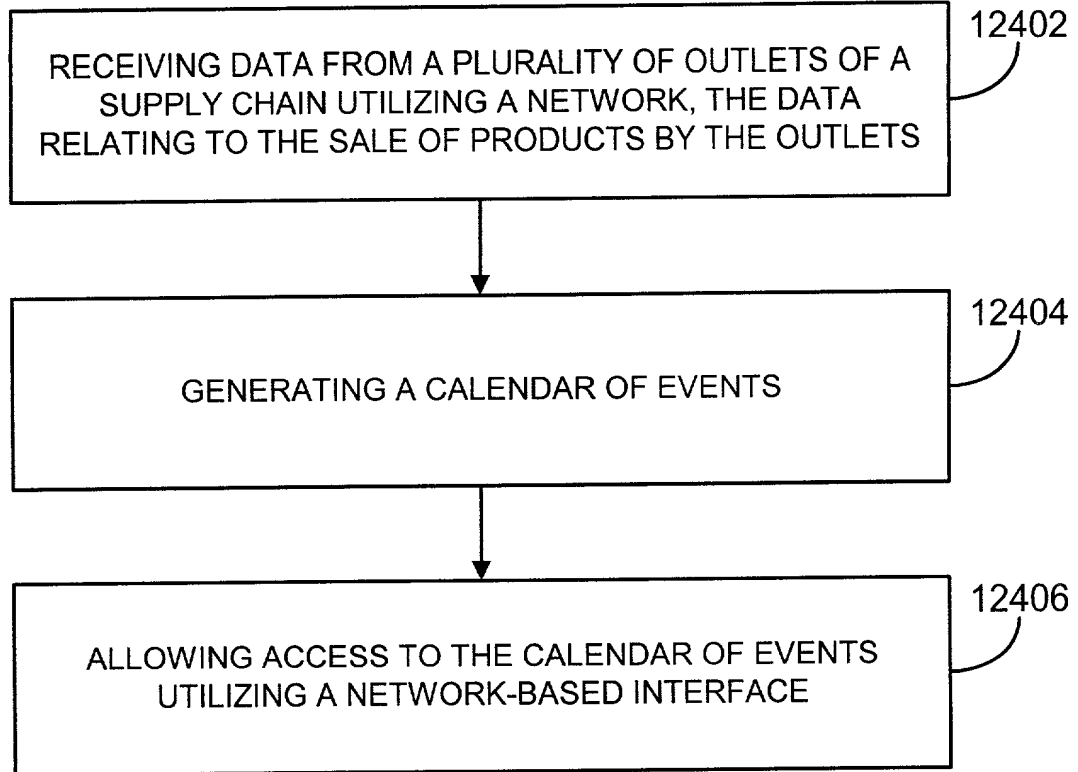 12402
RECEIVING DATA FROM A PLURALITY OF OUTLETS OF A
SUPPLY CHAIN UTILIZING A NETWORK, THE DATA
RELATING TO THE SALE OF PRODUCTS BY THE OUTLETS
12404
GENERATING A CALENDAR OF EVENTS
12406
ALLOWING ACCESS TO THE CALENDAR OF EVENTS
UTILIZING A NETWORK-BASED INTERFACE